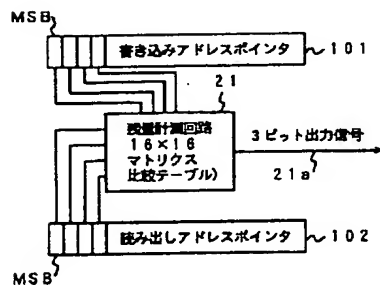 MSB
書き込みアドレスポインタ
101
21
残量計測回路
16×16
マトリクス
比較テーブル)
3ビット出力信号
21a
読み出しアドレスポインタ
102
MSB